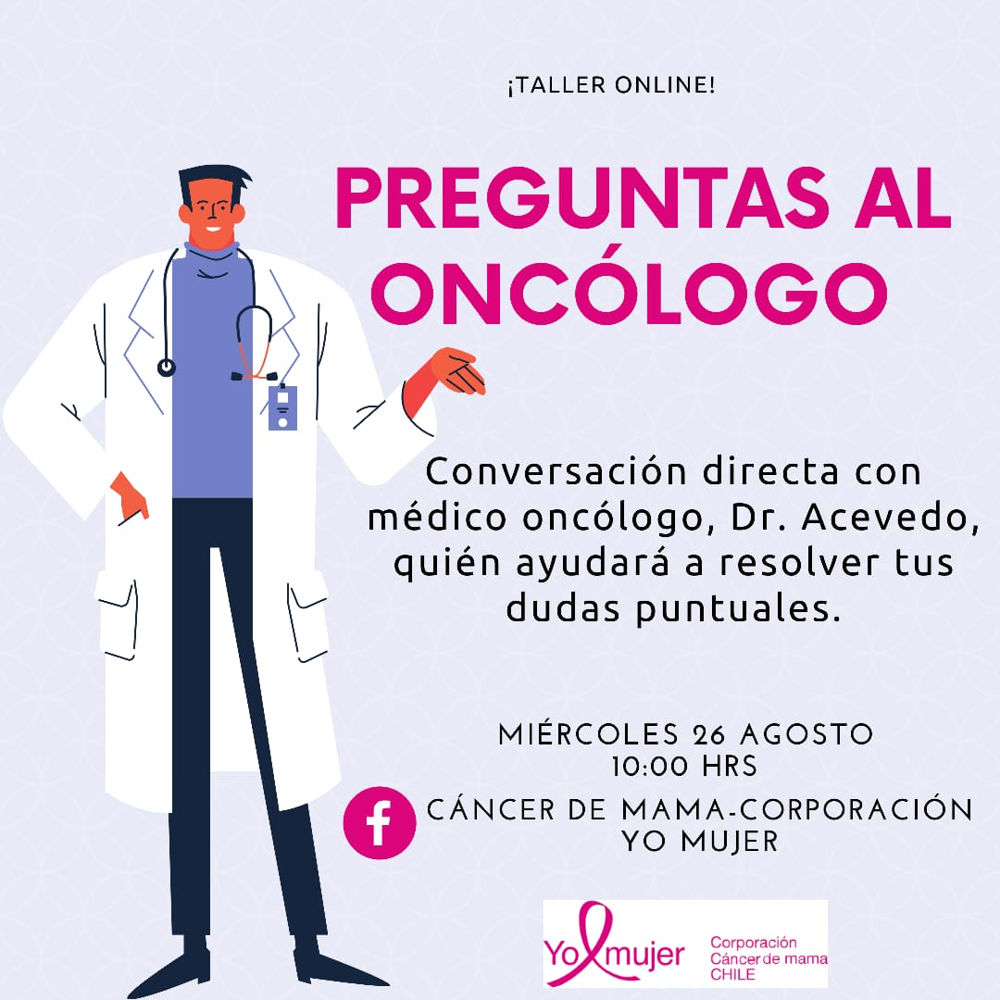 ¡TALLER ONLINE!
PREGUNTAS AL
ONCÓLOGO
Conversación directa con
médico oncólogo, Dr. Acevedo,
quién ayudará a resolver tus
dudas puntuales.
MIÉRCOLES 26 AGOSTO
10:00 HRS
f CÁNCER DE MAMA-CORPORACIÓN
YO MUJER
Yo mujer
Corporación
Cáncer de mama
CHILE